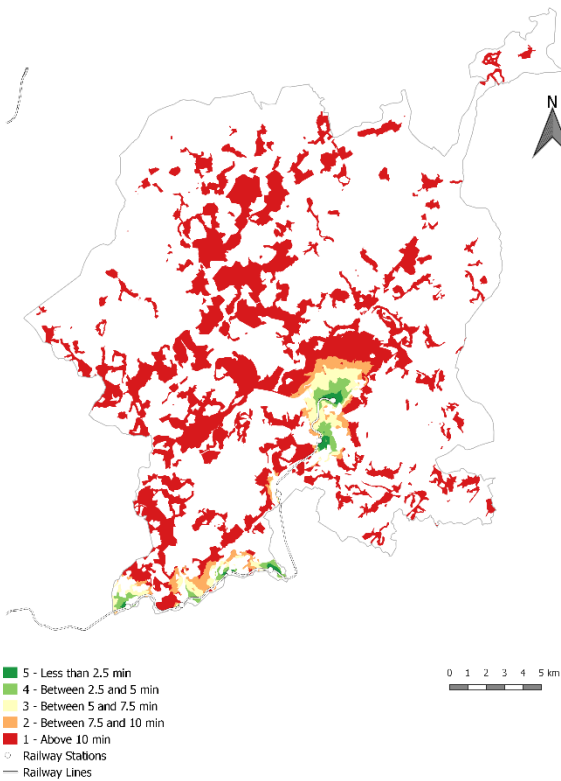 N
5 - Less than 2.5 min
4 - Between 2.5 and 5 min
3 - Between 5 and 7.5 min
2 - Between 7.5 and 10 min
1 - Above 10 min
Railway Stations
Railway Lines
0 1 2 3 4 5 km